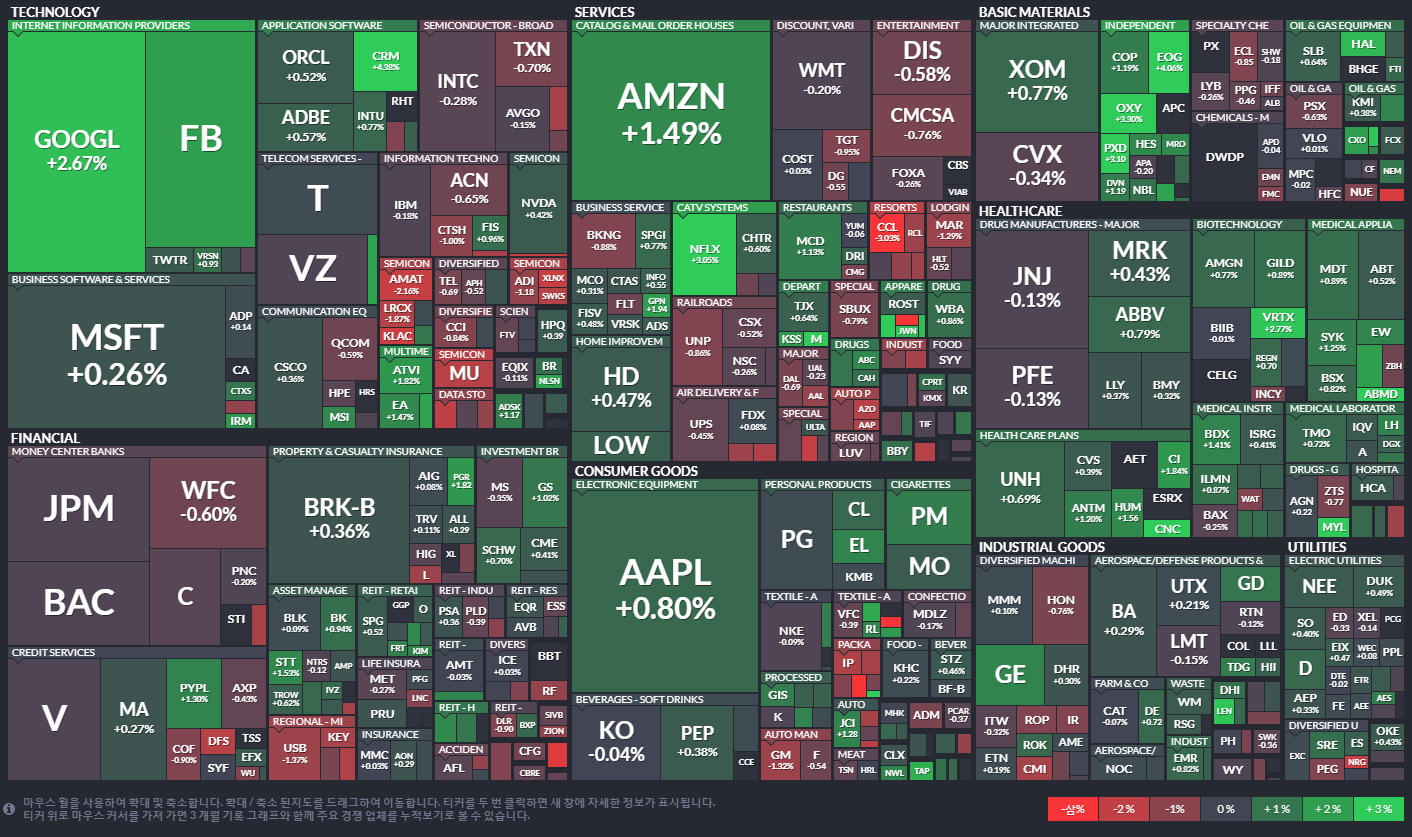 TECHNOLOGY
INTERNET INFORMATION PROVIDERS
GOOGL
+2.67%
FB
TWTR
VRSN
+0.93
APPLICATION SOFTWARE
ORCL
+0.52%
CRM
+4.38%
ADBE
+0.57%
INTU
+0.77%
RHT
SEMICONDUCTOR - BROAD
INTC
-0.28%
TXN
-0.70%
AVGO
-0.15%
TELECOM SERVICES -
T
VZ
INFORMATION TECHNO
IBM
-0.18%
ACN
-0.65%
CTSH
-1.00%
FIS
+0.96%
SEMICON
NVDA
+0.42%
BUSINESS SOFTWARE & SERVICES
MSFT
+0.26%
ADP
+0.14
CA
CTXS
IRM
COMMUNICATION EQ
CSCO
+0.36%
QCOM
-0.59%
HPE
HRS
MSI
SEMICON
AMAT
-2.16%
LRCX
-1.87%
KLAC
DIVERSIFIED
TEL
-0.69
APH
-0.52
SEMICON
ADI
-1.18
XLNX
SWKS
DIVERSIFIE
CCI
-0.84%
SCIEN
FTV
HPQ
+0.39
MULTIME
ATVI
+1.82%
EA
+1.47%
SEMICON
MU
EQIX
-0.11%
BR
NLSN
DATA STO
ADSK
+1.17
FINANCIAL
MONEY CENTER BANKS
JPM
WFC
-0.60%
BAC
C
PNC
-0.20%
STI
CREDIT SERVICES
V
MA
+0.27%
PYPL
+1.30%
AXP
-0.43%
COF
-0.90%
DFS
SYF
TSS
EFX
WU
PROPERTY & CASUALTY INSURANCE
BRK-B
+0.36%
AIG
+0.08%
PGR
+1.82
TRV
+0.11%
ALL
+0.29
HIG
XL
L
INVESTMENT BR
MS
-0.35%
GS
+1.02%
SCHW
+0.70%
CME
+0.41%
ASSET MANAGE
BLK
+0.09%
BK
+0.94%
STT
+1.53%
NTRS
-0.12
AMP
TROW
+0.62%
IVZ
REIT - RETAI
SPG
+0.52
GGP
O
FRT
KIM
REIT - INDU
PSA
+0.36
PLD
-0.39
REIT - RES
EQR
ESS
AVB
LIFE INSURA
MET
-0.27%
PFG
LNC
PRU
REIT -
AMT
-0.03%
DIVERS
ICE
+0.03%
BBT
RF
REGIONAL - MI
USB
-1.37%
KEY
INSURANCE
MMC
+0.03%
AON
+0.29
REIT - H
REIT -
DLR
-0.90
BXP
SIVB
ZION
ACCIDEN
AFL
CFG
CBRE
SERVICES
CATALOG & MAIL ORDER HOUSES
AMZN
+1.49%
DISCOUNT, VARI
WMT
-0.20%
COST
+0.03%
TGT
-0.95%
DG
-0.55
ENTERTAINMENT
DIS
-0.58%
CMCSA
-0.76%
FOXA
-0.26%
CBS
VIAB
BUSINESS SERVICE
BKNG
-0.88%
SPGI
+0.77%
MCO
+0.31%
CTAS
INFO
+0.55
FLT
GPN
+1.94
FISV
+0.48%
VRSK
ADS
CATV SYSTEMS
NFLX
+3.05%
CHTR
+0.60%
RESTAURANTS
MCD
+1.13%
YUM
-0.06
DRI
CMG
RESORTS
CCL
-3.03%
RCL
LODGIN
MAR
-1.29%
HLT
-0.52
HOME IMPROVEM
HD
+0.47%
LOW
RAILROADS
UNP
-0.86%
CSX
-0.52%
NSC
-0.26%
DEPART
TJX
+0.64%
KSS
M
SPECIAL
SBUX
-0.79%
APPARE
ROST
JWN
DRUG
WBA
+0.86%
MAJOR
DAL
-0.69
UAL
-0.23
AAL
DRUGS
ABC
CAH
INDUST
FOOD
SYY
CPRT
KMX
KR
AIR DELIVERY & F
UPS
-0.45%
FDX
+0.08%
SPECIAL
ULTA
AUTO P
AZO
AAP
REGION
LUV
TIF
BBY
CONSUMER GOODS
ELECTRONIC EQUIPMENT
AAPL
+0.80%
PERSONAL PRODUCTS
PG
CL
EL
KMB
CIGARETTES
PM
MO
TEXTILE - A
NKE
-0.09%
TEXTILE - A
VFC
-0.39
RL
CONFECTIO
MDLZ
-0.17%
PACKA
IP
FOOD -
KHC
+0.22%
BEVER
STZ
+0.46%
BF-B
BEVERAGES - SOFT DRINKS
KO
-0.04%
PEP
+0.38%
CCE
PROCESSED
GIS
K
AUTO
JCI
+1.28
MHK
ADM
PCAR
-0.37
AUTO MAN
GM
-1.32%
F
-0.54
MEAT
TSN
HRL
CLX
NWL
TAP
BASIC MATERIALS
MAJOR INTEGRATED
XOM
+0.77%
CVX
-0.34%
INDEPENDENT
COP
+1.19%
EOG
+4.06%
OXY
+3.30%
APC
PXD
+3.10
HES
MRO
APA
-0.20
DVN
+1.19
NBL
SPECIALTY CHE
PX
ECL
-0.85
SHW
-0.18
LYB
-0.26%
PPG
-0.46
IFF
ALB
CHEMICALS - M
DWDP
APD
-0.04
EMN
FMC
OIL & GAS EQUIPMEN
SLB
+0.64%
HAL
BHGE
FTI
OIL & GA
PSX
-0.63%
VLO
+0.01%
MPC
-0.02
HFC
OIL & GAS
KMI
+0.38%
CXO
FCX
CF
NEM
NUE
HEALTHCARE
DRUG MANUFACTURERS - MAJOR
JNJ
-0.13%
PFE
-0.13%
MRK
+0.43%
ABBV
+0.79%
LLY
+0.37%
BMY
+0.32%
BIOTECHNOLOGY
AMGN
+0.77%
GILD
+0.89%
BIIB
-0.01%
VRTX
+2.77%
CELG
REGN
+0.70
INCY
MEDICAL APPLIA
MDT
+0.89%
ABT
+0.52%
SYK
+1.25%
EW
BSX
+0.82%
ZBH
ABMD
HEALTH CARE PLANS
UNH
+0.69%
CVS
+0.39%
AET
CI
+1.84%
ANTM
+1.20%
HUM
+1.56
ESRX
CNC
MEDICAL INSTR
BDX
+1.41%
ISRG
+0.41%
ILMN
+0.87%
WAT
BAX
-0.25%
MEDICAL LABORATOR
TMO
+0.72%
IQV
LH
A
DGX
DRUGS - G
AGN
+0.22
ZTS
-0.77
MYL
HOSPITA
HCA
INDUSTRIAL GOODS
DIVERSIFIED MACHI
MMM
+0.10%
HON
-0.76%
GE
DHR
+0.30%
ITW
-0.32%
ROP
IR
ETN
+0.19%
ROK
AME
CMI
AEROSPACE/DEFENSE PRODUCTS &
BA
+0.29%
UTX
+0.21%
GD
LMT
-0.15%
RTN
-0.12%
COL
LLL
TDG
HII
FARM & CO
CAT
-0.07%
DE
+0.72
WASTE
WM
RSG
DHI
LEN
AEROSPACE/
NOC
INDUST
EMR
+0.82%
PH
SWK
-0.36
WY
UTILITIES
ELECTRIC UTILITIES
NEE
DUK
+0.49%
SO
+0.40%
ED
-0.33
XEL
-0.14
PCG
D
EIX
+0.47
WEC
+0.08
PPL
DTE
-0.02
ETR
AEP
+0.33%
FE
AEE
AES
DIVERSIFIED U
EXC
SRE
ES
PEG
NRG
OKE
+0.43%
마우스 휠을 사용하여 확대 및 축소합니다. 확대 / 축소 된지도를 드래그하여 이동합니다. 티커를 두 번 클릭하면 새 창에 자세한 정보가 표시됩니다.
티커 위로 마우스 커서를 가져 가면 3 개월 기록 그래프와 함께 주요 경쟁 업체를 누적보기로 볼 수 있습니다.
-삼% -2 % -1% 0 % +1 % +2 % +3 %